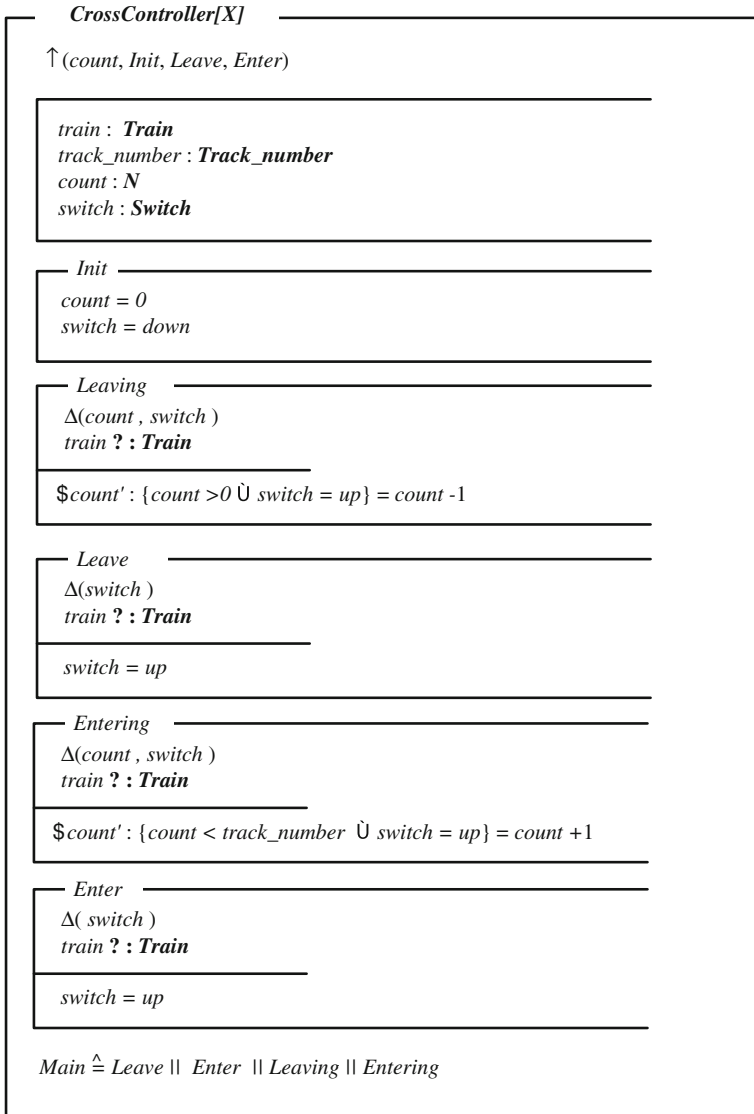 CrossController[X]
↑(count, Init, Leave, Enter)
train : Train
track_number : Track_number
count : N
switch : Switch
Init
count = 0
switch = down
Leaving
Δ(count , switch )
train ? : Train
$count' : {count >0 Ù switch = up} = count -1
Leave
Δ(switch )
train ? : Train
switch = up
Entering
Δ(count , switch )
train ? : Train
$count' : {count < track_number Ù switch = up} = count +1
Enter
Δ( switch )
train ? : Train
switch = up
Main ≙ Leave || Enter || Leaving || Entering